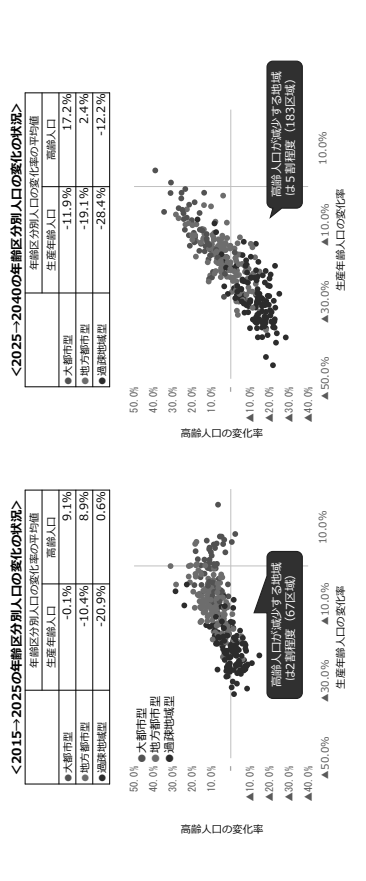 <2015→2025の年齢区分別人口の変化の状況>
年齢区分別人口の変化率の平均値
生産年齢人口 高齢人口
●大都市型 -0.1% 9.1%
●地方都市型 -10.4% 8.9%
●過疎地域型 -20.9% 0.6%
●大都市型
●地方都市型
●過疎地域型
高齢人口の変化率
50.0%
40.0%
30.0%
20.0%
10.0%
-
▲10.0%
▲20.0%
▲30.0%
▲40.0%
高齢人口が減少する地域
は2割程度（67区域）
▲50.0% ▲30.0% ▲10.0% 10.0%
生産年齢人口の変化率
<2025→2040の年齢区分別人口の変化の状況>
年齢区分別人口の変化率の平均値
生産年齢人口 高齢人口
●大都市型 -11.9% 17.2%
●地方都市型 -19.1% 2.4%
●過疎地域型 -28.4% -12.2%
高齢人口の変化率
50.0%
40.0%
30.0%
20.0%
10.0%
-
▲10.0%
▲20.0%
▲30.0%
▲40.0%
高齢人口が減少する地域
は５割程度（183区域）
▲50.0% ▲30.0% ▲10.0% 10.0%
生産年齢人口の変化率